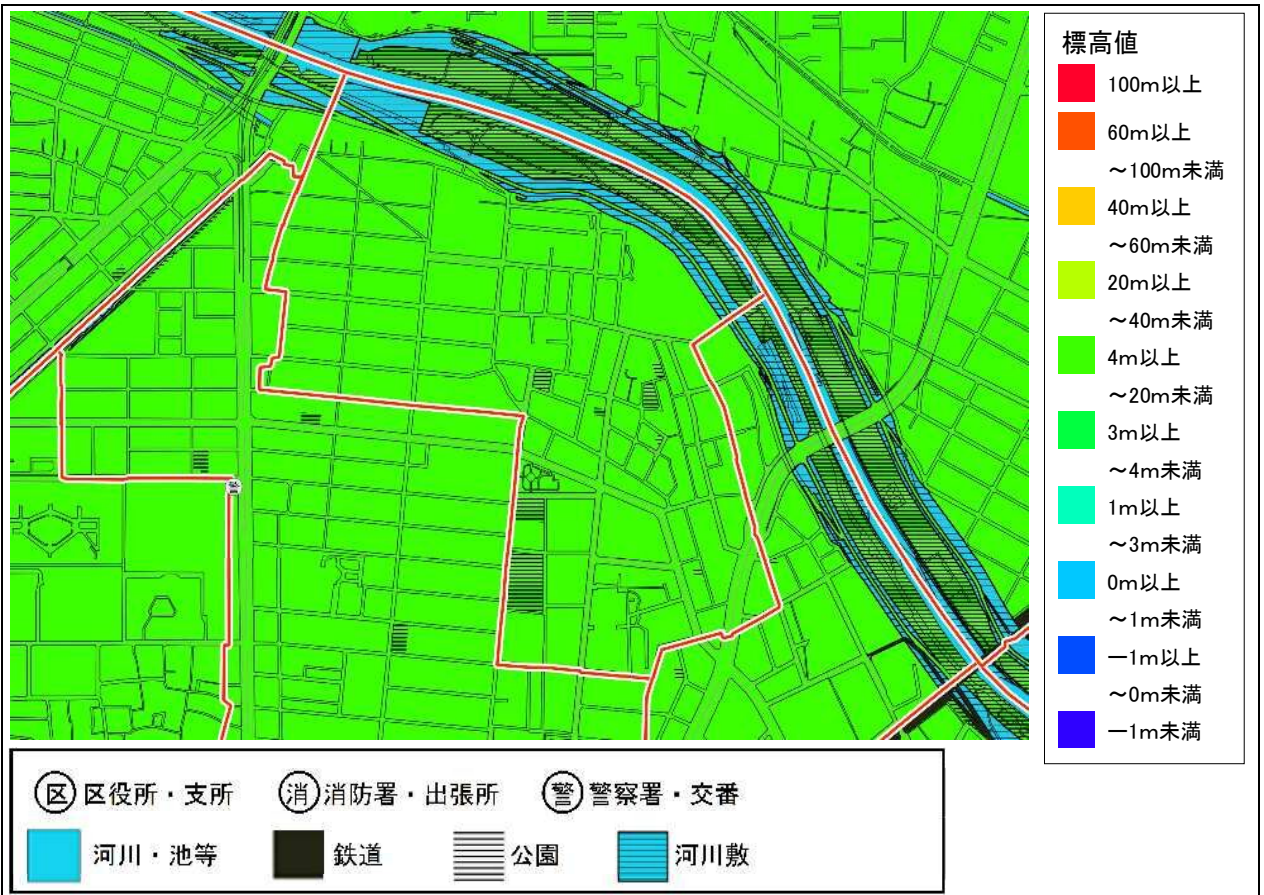 標高値
100m以上
60m以上
～100m未満
40m以上
～60m未満
20m以上
～40m未満
4m以上
～20m未満
3m以上
～4m未満
1m以上
～3m未満
0m以上
～1m未満
－1m以上
～0m未満
－1m未満
区 区役所・支所 消 消防署・出張所 警 警察署・交番
河川・池等 鉄道 公園 河川敷